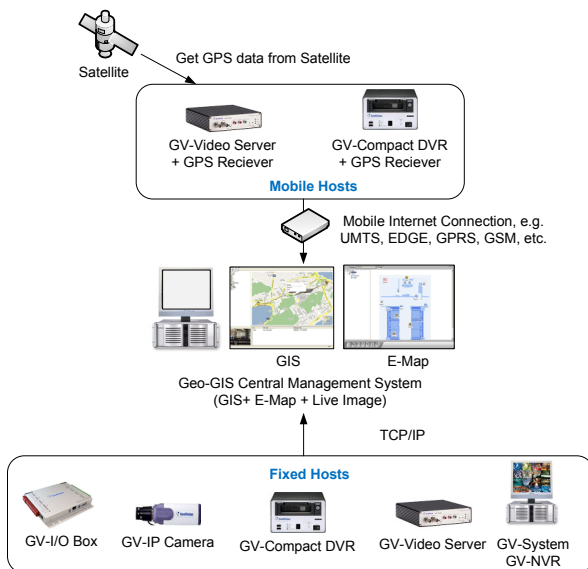 Satellite
Get GPS data from Satellite
GV-Video Server
+ GPS Reciever
GV-Compact DVR
+ GPS Reciever
Mobile Hosts
Mobile Internet Connection, e.g.
UMTS, EDGE, GPRS, GSM, etc.
GIS
E-Map
Geo-GIS Central Management System
(GIS+ E-Map + Live Image)
TCP/IP
Fixed Hosts
GV-I/O Box
GV-IP Camera
GV-Compact DVR
GV-Video Server
GV-System
GV-NVR